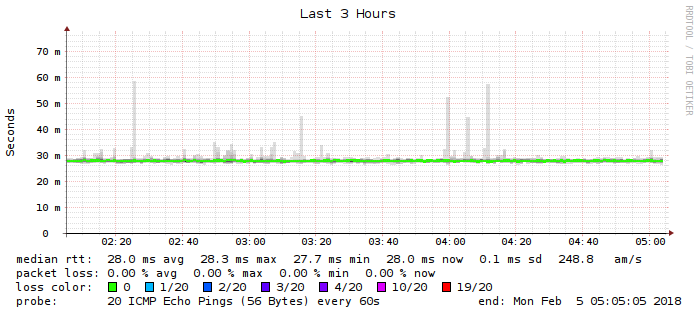 Last 3 Hours
RRDTOOL / TOBI OETIKER
Seconds
70 m
60 m
50 m
40 m
30 m
20 m
10 m
0
02:20 02:40 03:00 03:20 03:40 04:00 04:20 04:40 05:00
median rtt: 28.0 ms avg 28.3 ms max 27.7 ms min 28.0 ms now 0.1 ms sd 248.8 am/s
packet loss: 0.00 % avg 0.00 % max 0.00 % min 0.00 % now
loss color: 0 1/20 2/20 3/20 4/20 10/20 19/20
probe: 20 ICMP Echo Pings (56 Bytes) every 60s end: Mon Feb 5 05:05:05 2018